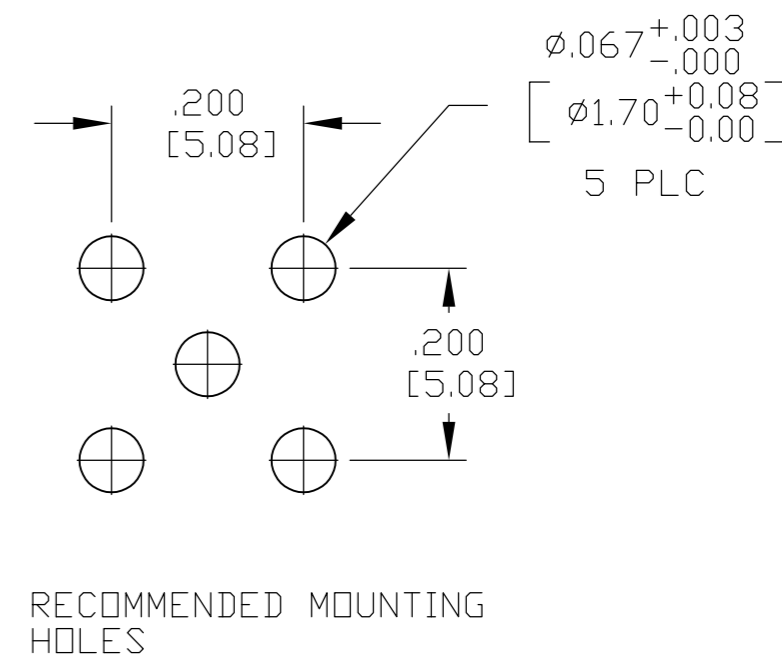 ⌀.067 +.003
-.000
[⌀1.70 +0.08
-0.00]
5 PLC
.200
[5.08]
.200
[5.08]
RECOMMENDED MOUNTING
HOLES